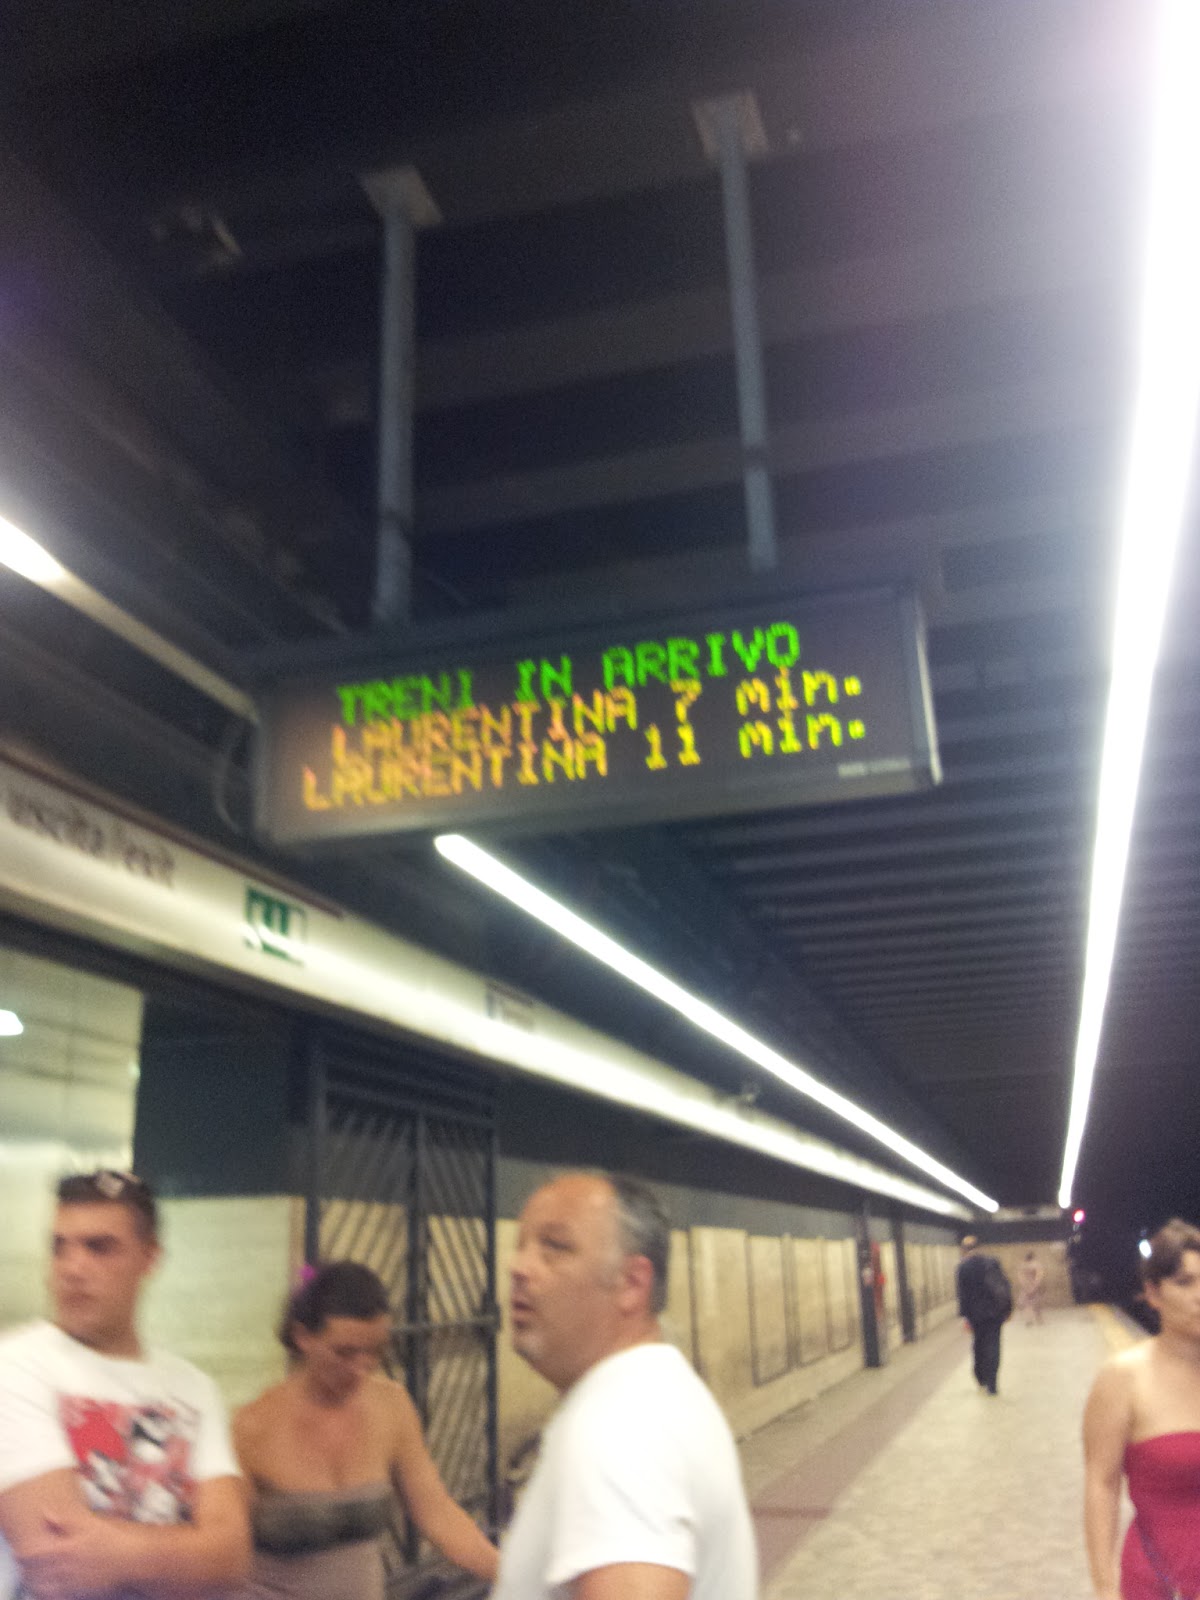 TRENI IN ARRIVO
LAURENTINA 7 min.
LAURENTINA 11 min.